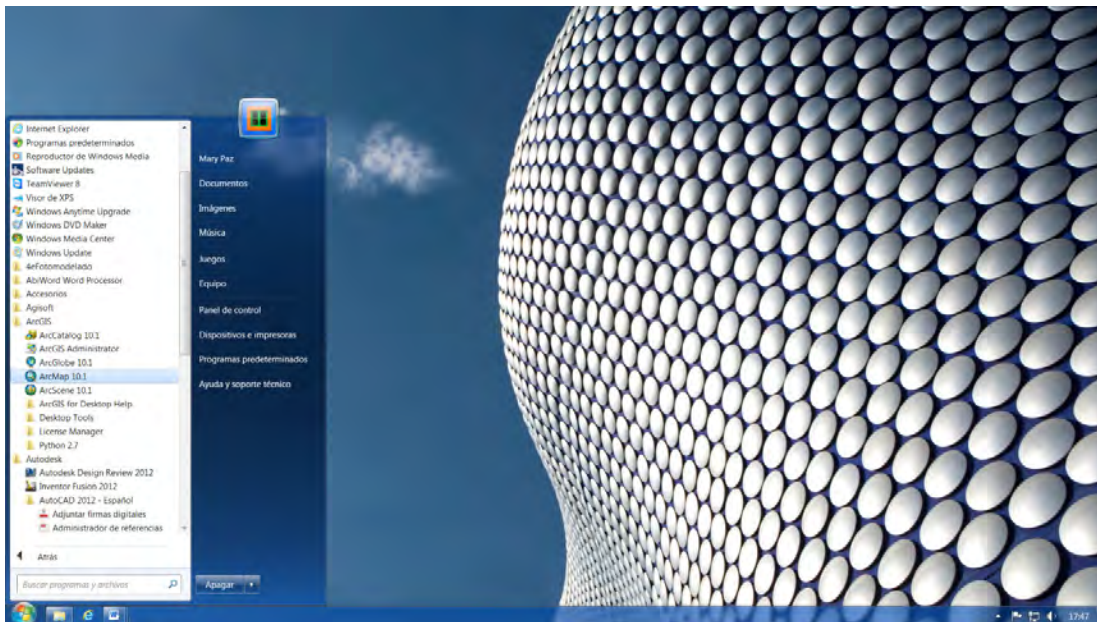 Internet Explorer
Programas predeterminados
Reproductor de Windows Media
Software Updates
TeamViewer 8
Visor de XPS
Windows Anytime Upgrade
Windows DVD Maker
Windows Media Center
Windows Update
4eFotomodelado
AbiWord Word Processor
Accesorios
Agisoft
ArcGIS
ArcCatalog 10.1
ArcGIS Administrator
ArcGlobe 10.1
ArcMap 10.1
ArcScene 10.1
ArcGIS for Desktop Help
Desktop Tools
License Manager
Python 2.7
Autodesk
Autodesk Design Review 2012
Inventor Fusion 2012
AutoCAD 2012 - Español
Adjuntar firmas digitales
Administrador de referencias
Atrás
Buscar programas y archivos
Mary Paz
Documentos
Imágenes
Música
Juegos
Equipo
Panel de control
Dispositivos e impresoras
Programas predeterminados
Ayuda y soporte técnico
Apagar
17:47